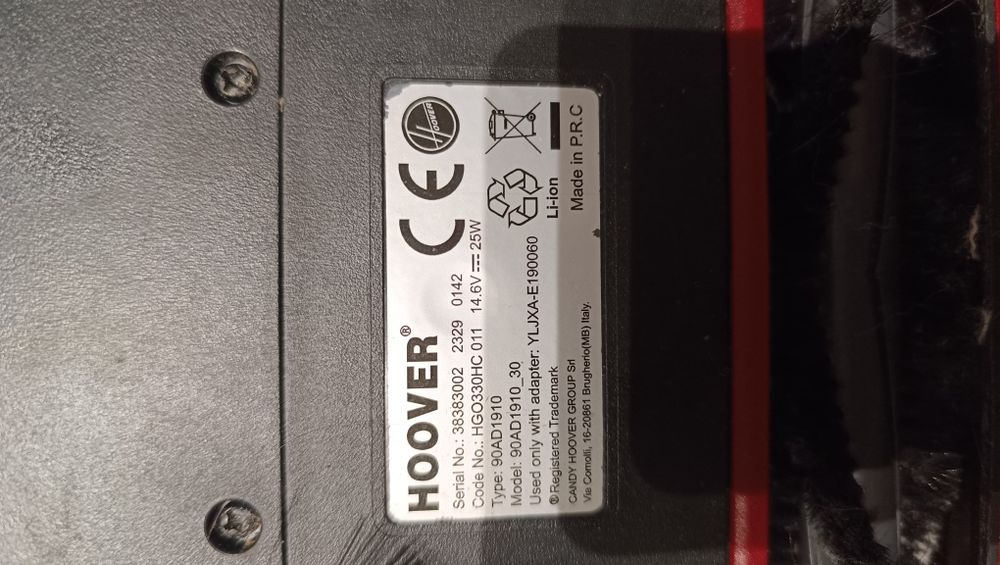 HOOVER®
Serial No.: 38383002 2329 0142
Code No.: HGO330HC 011 14.6V 25W
Type: 90AD1910
Model: 90AD1910_30
Used only with adapter: YLJXA-E190060
® Registered Trademark
CANDY HOOVER GROUP Srl
Via Comolli, 16-20861 Brugherio(MB) Italy.
CE
HOOVER
Li-ion
Made in P.R.C